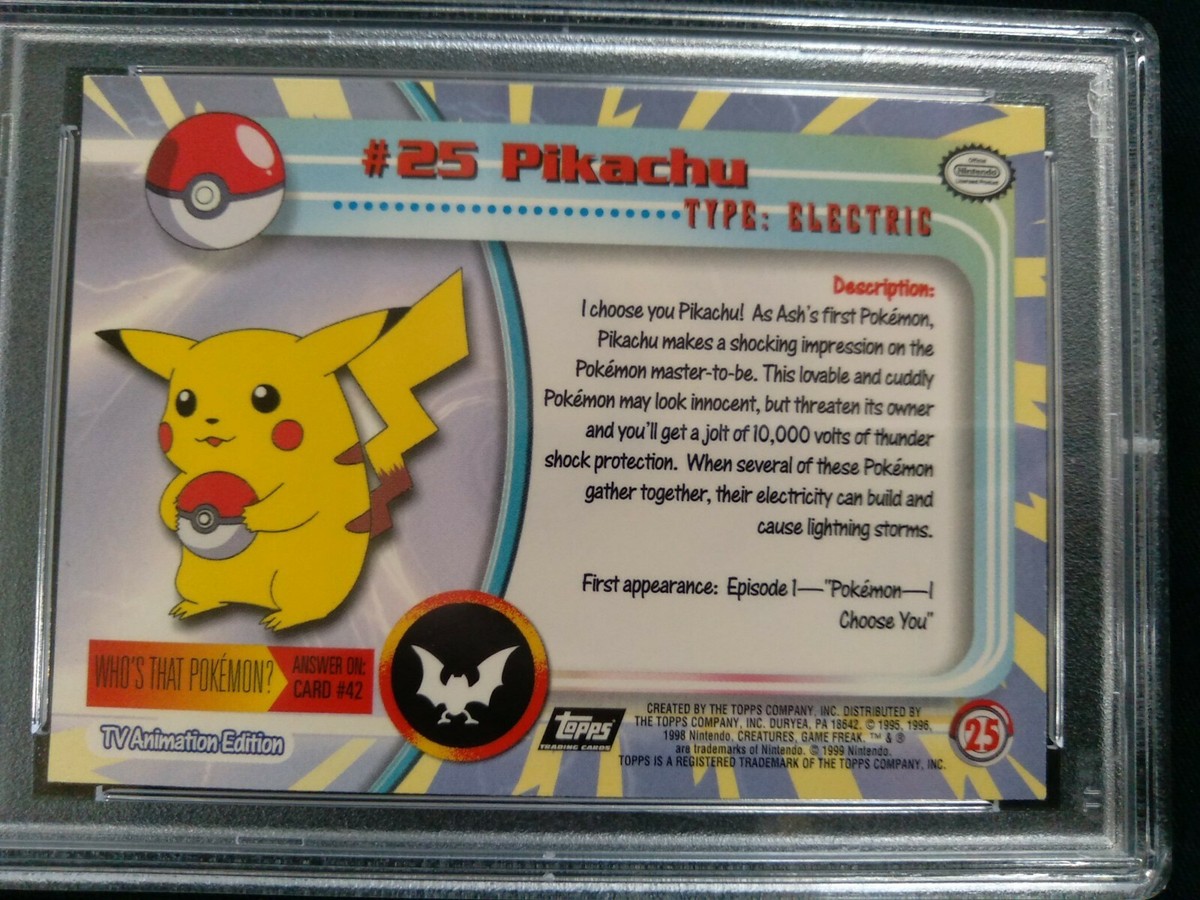 #25 Pikachu
TYPE: ELECTRIC
Official
Nintendo
Licensed Product
Description:
I choose you Pikachu! As Ash's first Pokémon,
Pikachu makes a shocking impression on the
Pokémon master-to-be. This lovable and cuddly
Pokémon may look innocent, but threaten its owner
and you'll get a jolt of 10,000 volts of thunder
shock protection. When several of these Pokémon
gather together, their electricity can build and
cause lightning storms.
First appearance: Episode 1—"Pokémon—I
Choose You"
WHO'S THAT POKÉMON?
ANSWER ON:
CARD #42
TV Animation Edition
topps
TRADING CARDS
CREATED BY THE TOPPS COMPANY, INC. DISTRIBUTED BY
THE TOPPS COMPANY, INC. DURYEA, PA 18642. © 1995, 1996,
1998 Nintendo, CREATURES, GAME FREAK. ™ & ®
are trademarks of Nintendo. © 1999 Nintendo.
TOPPS IS A REGISTERED TRADEMARK OF THE TOPPS COMPANY, INC.
25